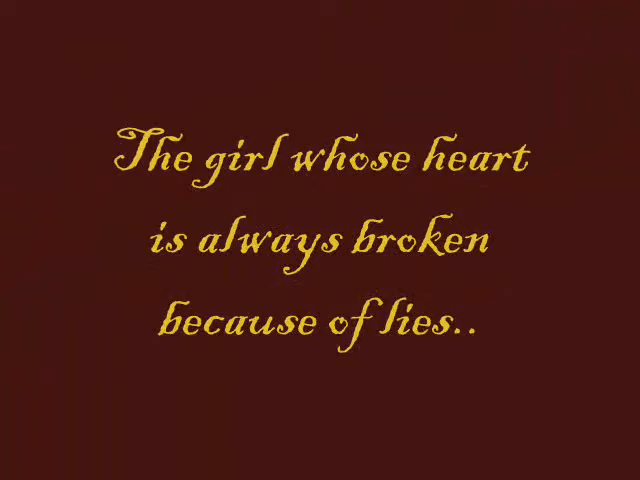 The girl whose heart
is always broken
because of lies..